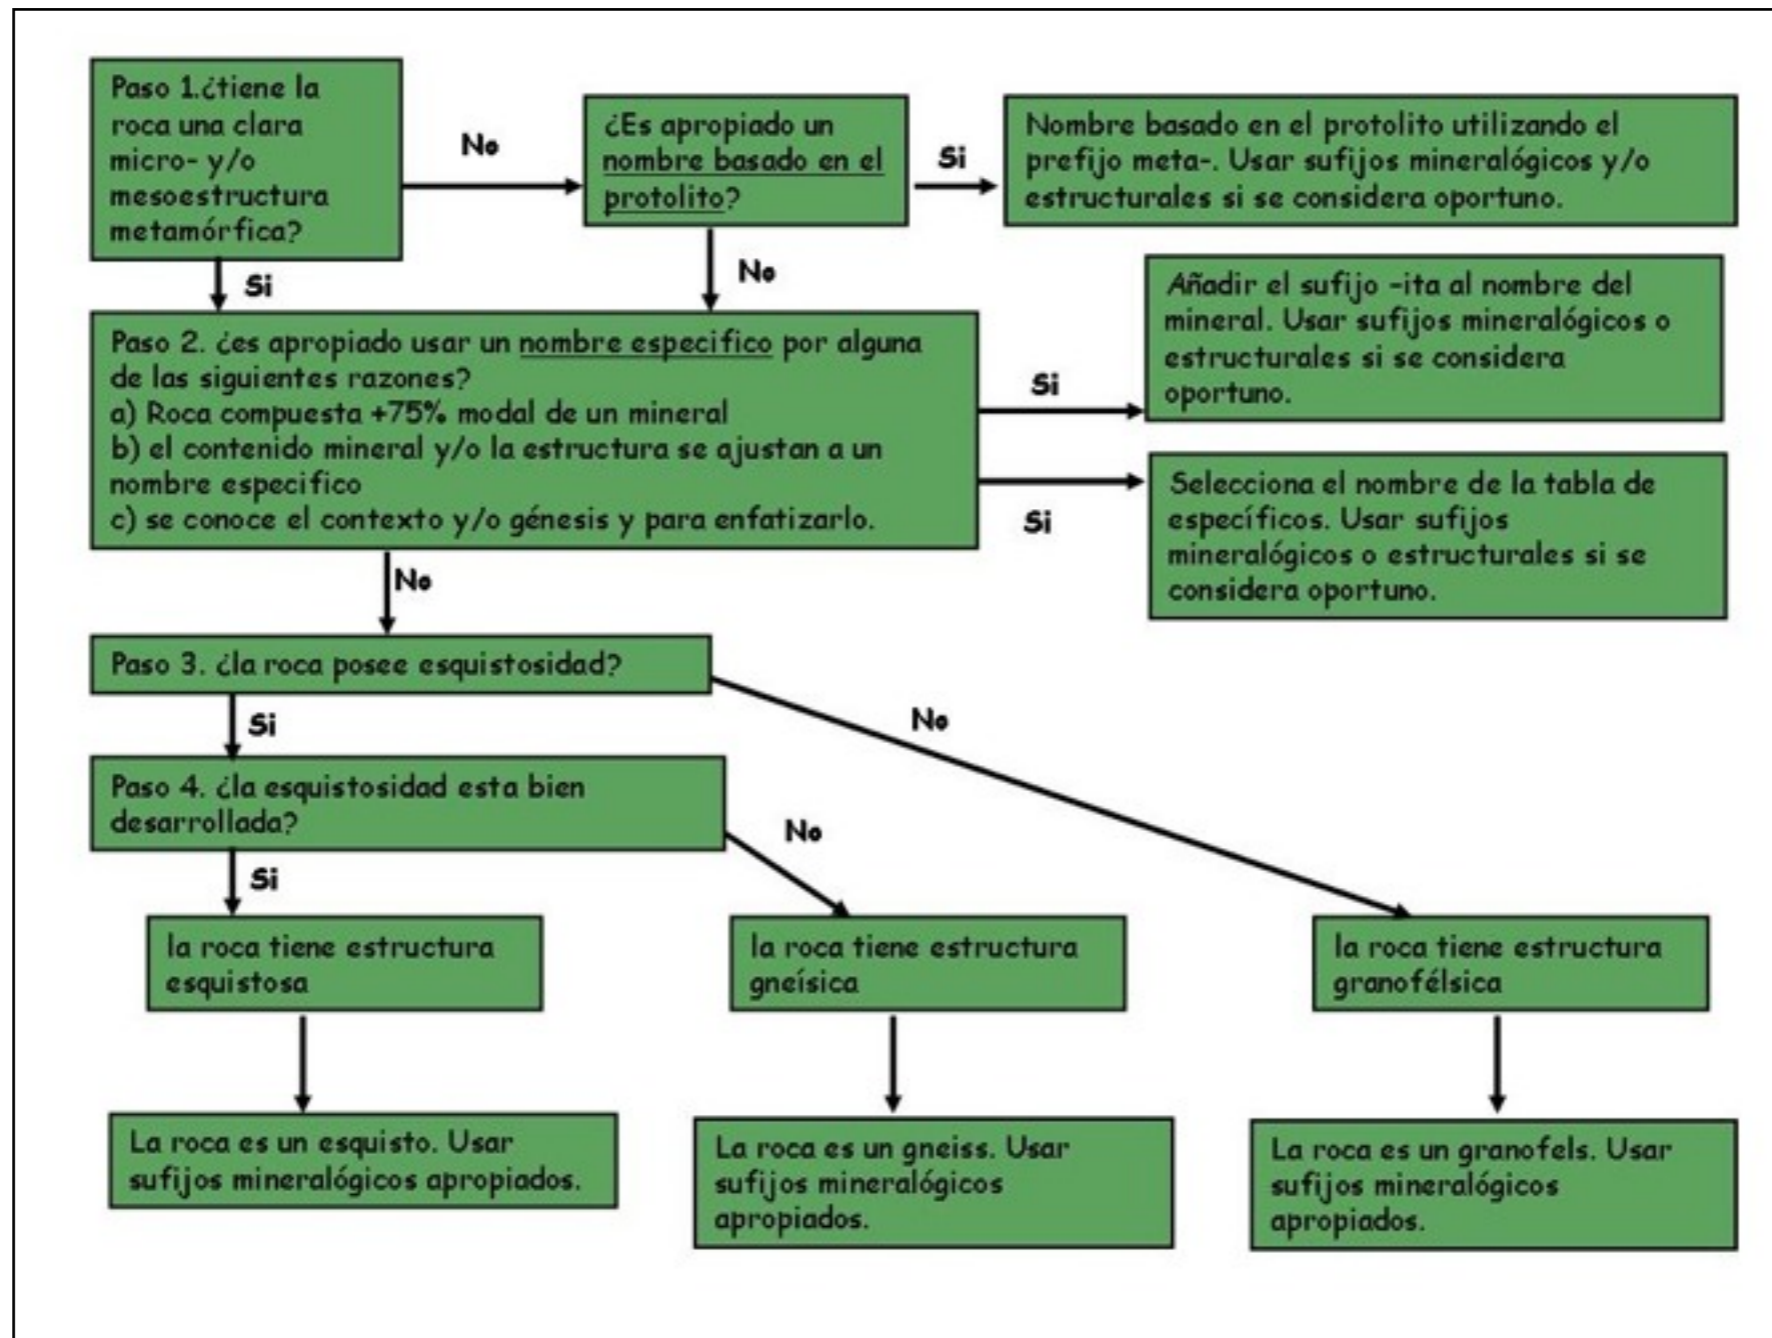 Paso 1.¿tiene la
roca una clara
micro- y/o
mesoestructura
metamórfica?
No
¿Es apropiado un
nombre basado en el
protolito?
Si
Nombre basado en el protolito utilizando el
prefijo meta-. Usar sufijos mineralógicos y/o
estructurales si se considera oportuno.
Si
No
Añadir el sufijo -ita al nombre del
mineral. Usar sufijos mineralógicos o
estructurales si se considera
oportuno.
Paso 2. ¿es apropiado usar un nombre especifico por alguna
de las siguientes razones?
a) Roca compuesta +75% modal de un mineral
b) el contenido mineral y/o la estructura se ajustan a un
nombre especifico
c) se conoce el contexto y/o génesis y para enfatizarlo.
Si
Si
Selecciona el nombre de la tabla de
específicos. Usar sufijos
mineralógicos o estructurales si se
considera oportuno.
No
Paso 3. ¿la roca posee esquistosidad?
Si
No
Paso 4. ¿la esquistosidad esta bien
desarrollada?
No
Si
la roca tiene estructura
esquistosa
la roca tiene estructura
gneísica
la roca tiene estructura
granofélsica
La roca es un esquisto. Usar
sufijos mineralógicos apropiados.
La roca es un gneiss. Usar
sufijos mineralógicos
apropiados.
La roca es un granofels. Usar
sufijos mineralógicos
apropiados.